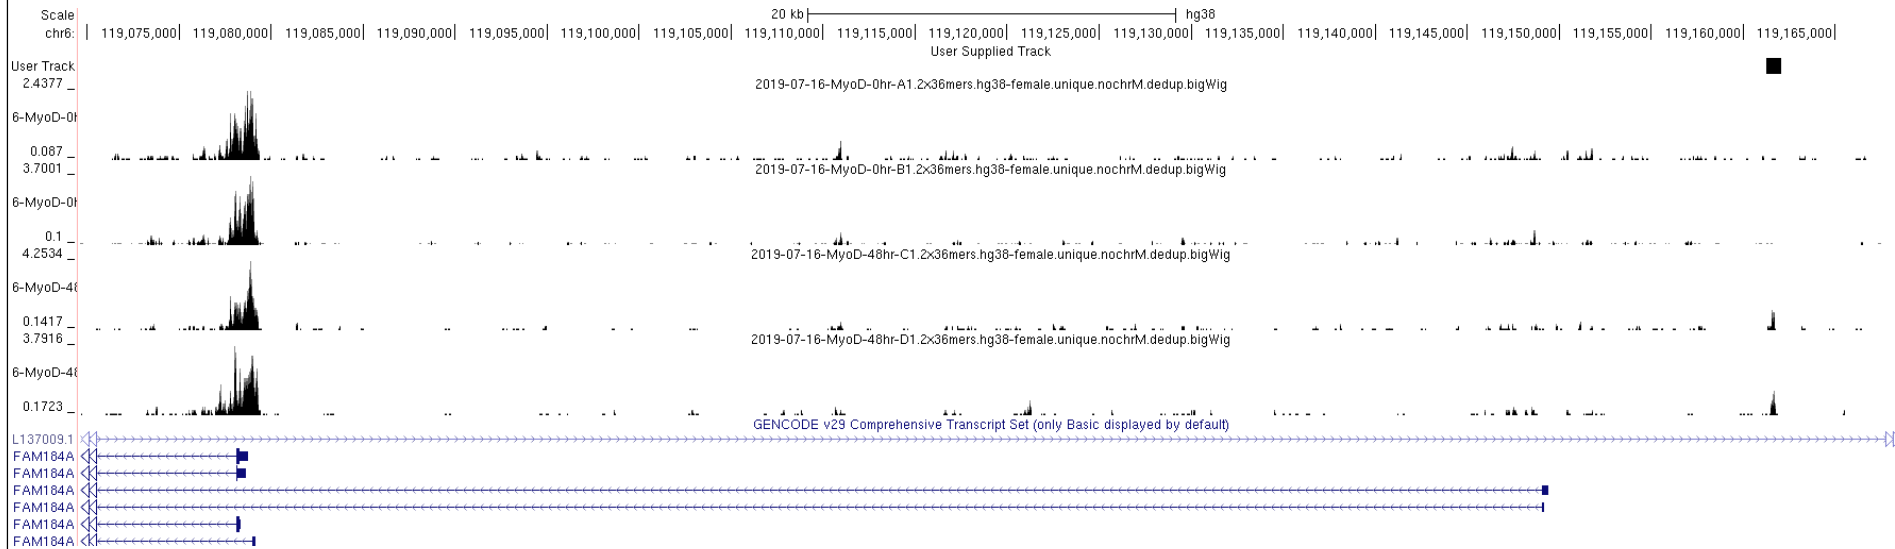 Scale 20 kb hg38
chr6: 119,075,000 119,080,000 119,085,000 119,090,000 119,095,000 119,100,000 119,105,000 119,110,000 119,115,000 119,120,000 119,125,000 119,130,000 119,135,000 119,140,000 119,145,000 119,150,000 119,155,000 119,160,000 119,165,000
User Supplied Track
User Track
2.4377 _ 2019-07-16-MyoD-0hr-A1.2x36mers.hg38-female.unique.nochrM.dedup.bigWig
6-MyoD-0h
0.087 _
3.7001 _ 2019-07-16-MyoD-0hr-B1.2x36mers.hg38-female.unique.nochrM.dedup.bigWig
6-MyoD-0h
0.1 _
4.2534 _ 2019-07-16-MyoD-48hr-C1.2x36mers.hg38-female.unique.nochrM.dedup.bigWig
6-MyoD-48
0.1417 _
3.7916 _ 2019-07-16-MyoD-48hr-D1.2x36mers.hg38-female.unique.nochrM.dedup.bigWig
6-MyoD-48
0.1723 _
GENCODE v29 Comprehensive Transcript Set (only Basic displayed by default)
L137009.1
FAM184A
FAM184A
FAM184A
FAM184A
FAM184A
FAM184A